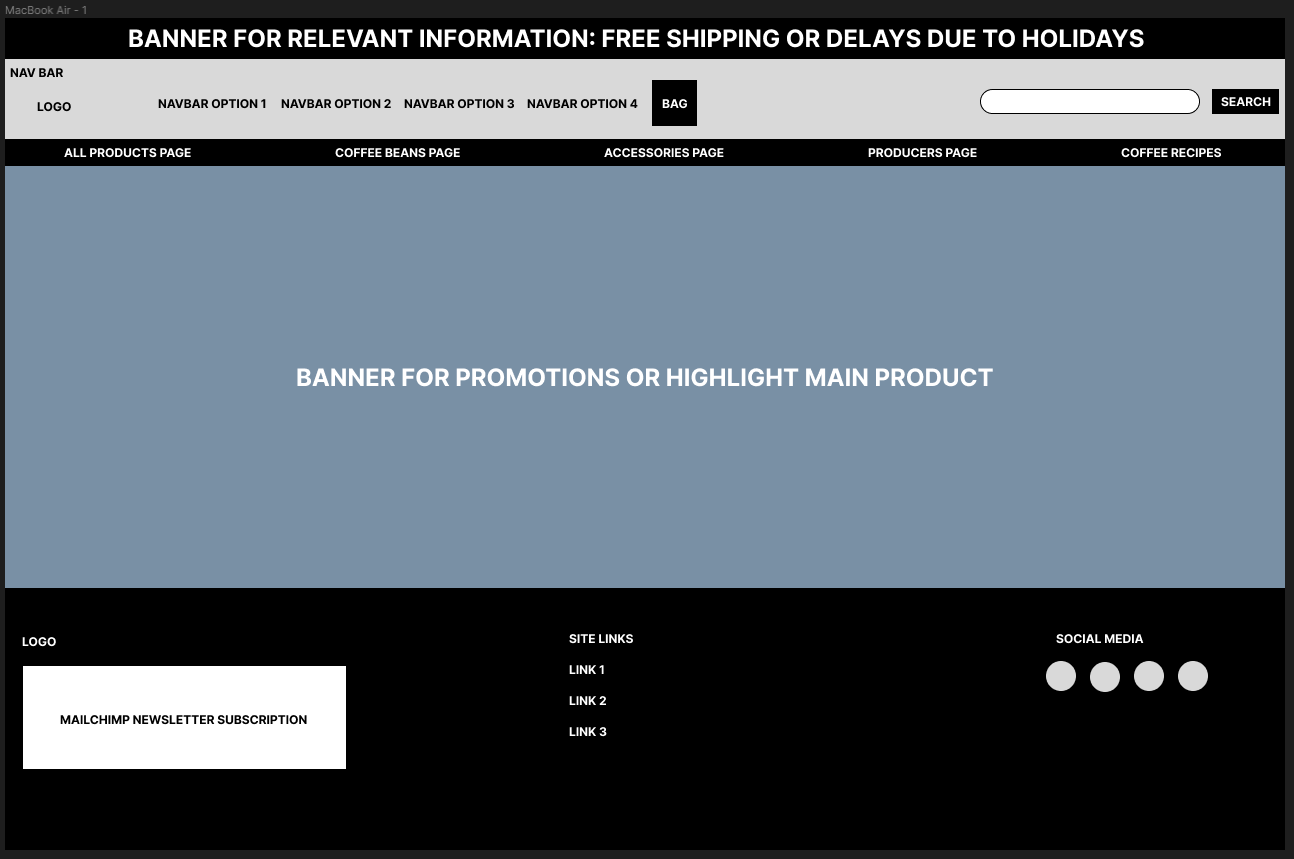 MacBook Air - 1
BANNER FOR RELEVANT INFORMATION: FREE SHIPPING OR DELAYS DUE TO HOLIDAYS
NAV BAR
LOGO
NAVBAR OPTION 1
NAVBAR OPTION 2
NAVBAR OPTION 3
NAVBAR OPTION 4
BAG
SEARCH
ALL PRODUCTS PAGE
COFFEE BEANS PAGE
ACCESSORIES PAGE
PRODUCERS PAGE
COFFEE RECIPES
BANNER FOR PROMOTIONS OR HIGHLIGHT MAIN PRODUCT
LOGO
MAILCHIMP NEWSLETTER SUBSCRIPTION
SITE LINKS
LINK 1
LINK 2
LINK 3
SOCIAL MEDIA